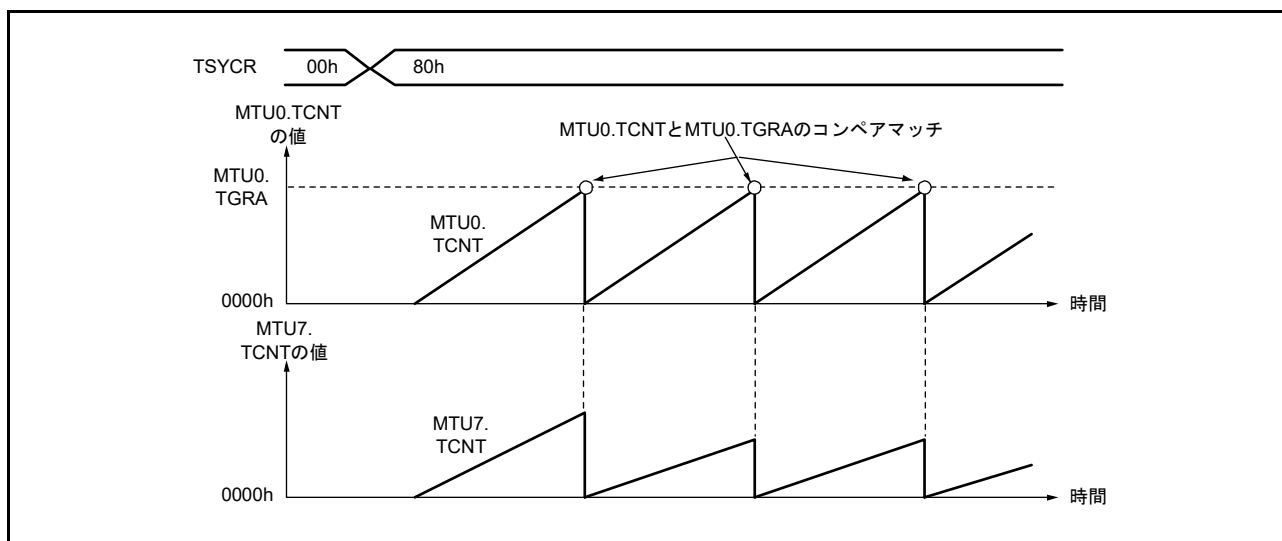 TSYCR 00h 80h
MTU0.TCNT
の値
MTU0.TCNTとMTU0.TGRAのコンペアマッチ
MTU0.
TGRA
MTU0.
TCNT
0000h
時間
MTU7.
TCNTの値
MTU7.
TCNT
0000h
時間